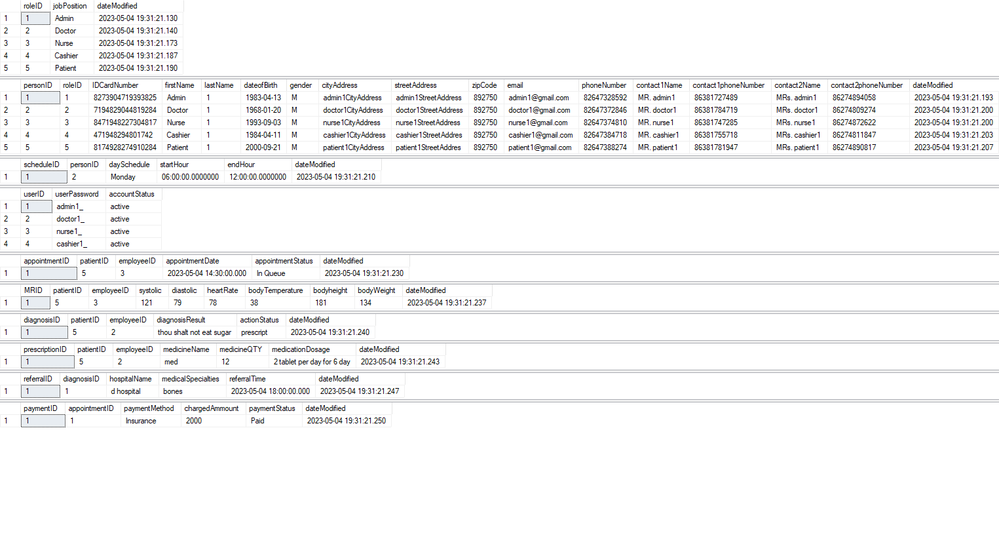 roleID jobPosition dateModified
1 1 Admin 2023-05-04 19:31:21.130
2 2 Doctor 2023-05-04 19:31:21.140
3 3 Nurse 2023-05-04 19:31:21.173
4 4 Cashier 2023-05-04 19:31:21.187
5 5 Patient 2023-05-04 19:31:21.190
personID roleID IDCardNumber firstName lastName dateofBirth gender cityAddress streetAddress zipCode email phoneNumber contact1Name contact1phoneNumber contact2Name contact2phoneNumber dateModified
1 1 1 8273904719393825 Admin 1 1983-04-13 M admin1CityAddress admin1StreetAddress 892750 admin1@gmail.com 82647328592 MR. admin1 86381727489 MRs. admin1 86274894058 2023-05-04 19:31:21.193
2 2 2 7194829044819284 Doctor 1 1968-01-20 M doctor1CityAddress doctor1StreetAddress 892750 doctor1@gmail.com 82647372846 MR. doctor1 86381784719 MRs. doctor1 86274809274 2023-05-04 19:31:21.200
3 3 3 8471948227304817 Nurse 1 1993-09-03 M nurse1CityAddress nurse1StreetAddress 892750 nurse1@gmail.com 82647374810 MR. nurse1 86381747285 MRs. nurse1 86274872622 2023-05-04 19:31:21.200
4 4 4 471948294801742 Cashier 1 1984-04-11 M cashier1CityAddress cashier1StreetAddres 892750 cashier1@gmail.com 82647384718 MR. cashier1 86381755718 MRs. cashier1 86274811847 2023-05-04 19:31:21.203
5 5 5 8174928274910284 Patient 1 2000-09-21 M patient1CityAddress patient1StreetAddres 892750 patient1@gmail.com 82647388274 MR. patient1 86381781947 MRs. patient1 86274890817 2023-05-04 19:31:21.207
scheduleID personID daySchedule startHour endHour dateModified
1 1 2 Monday 06:00:00.0000000 12:00:00.0000000 2023-05-04 19:31:21.210
userID userPassword accountStatus
1 1 admin1_ active
2 2 doctor1_ active
3 3 nurse1_ active
4 4 cashier1_ active
appointmentID patientID employeeID appointmentDate appointmentStatus dateModified
1 1 5 3 2023-05-04 14:30:00.000 In Queue 2023-05-04 19:31:21.230
MRID patientID employeeID systolic diastolic heartRate bodyTemperature bodyheight bodyWeight dateModified
1 1 5 3 121 79 78 38 181 134 2023-05-04 19:31:21.237
diagnosisID patientID employeeID diagnosisResult actionStatus dateModified
1 1 5 2 thou shalt not eat sugar prescript 2023-05-04 19:31:21.240
prescriptionID patientID employeeID medicineName medicineQTY medicationDosage dateModified
1 1 5 2 med 12 2 tablet per day for 6 day 2023-05-04 19:31:21.243
referralID diagnosisID hospitalName medicalSpecialties referralTime dateModified
1 1 1 d hospital bones 2023-05-04 18:00:00.000 2023-05-04 19:31:21.247
paymentID appointmentID paymentMethod chargedAmmount paymentStatus dateModified
1 1 1 Insurance 2000 Paid 2023-05-04 19:31:21.250